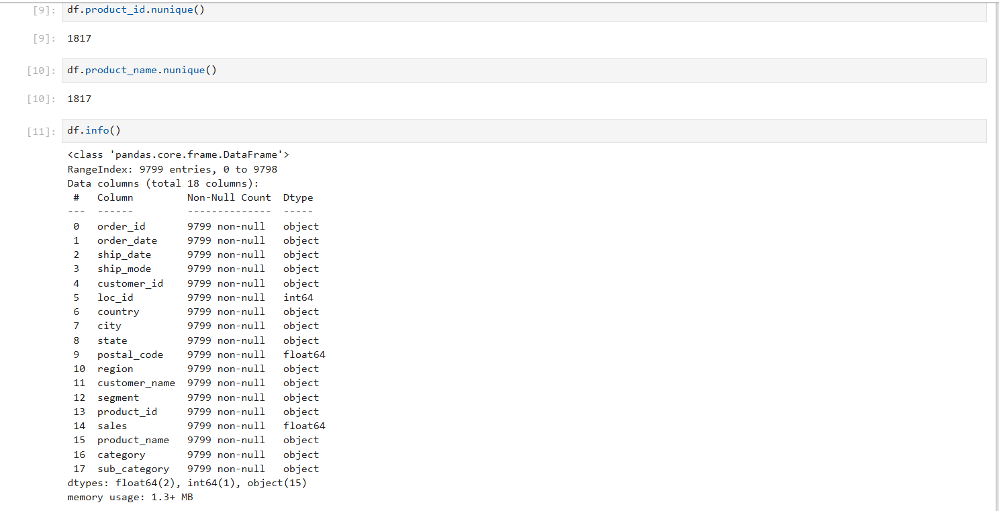 [9]: df.product_id.nunique()
[9]: 1817
[10]: df.product_name.nunique()
[10]: 1817
[11]: df.info()
<class 'pandas.core.frame.DataFrame'>
RangeIndex: 9799 entries, 0 to 9798
Data columns (total 18 columns):
 #   Column         Non-Null Count  Dtype
---  ------         --------------  -----
 0   order_id       9799 non-null   object
 1   order_date     9799 non-null   object
 2   ship_date      9799 non-null   object
 3   ship_mode      9799 non-null   object
 4   customer_id    9799 non-null   object
 5   loc_id         9799 non-null   int64
 6   country        9799 non-null   object
 7   city           9799 non-null   object
 8   state          9799 non-null   object
 9   postal_code    9799 non-null   float64
 10  region         9799 non-null   object
 11  customer_name  9799 non-null   object
 12  segment        9799 non-null   object
 13  product_id     9799 non-null   object
 14  sales          9799 non-null   float64
 15  product_name   9799 non-null   object
 16  category       9799 non-null   object
 17  sub_category   9799 non-null   object
dtypes: float64(2), int64(1), object(15)
memory usage: 1.3+ MB